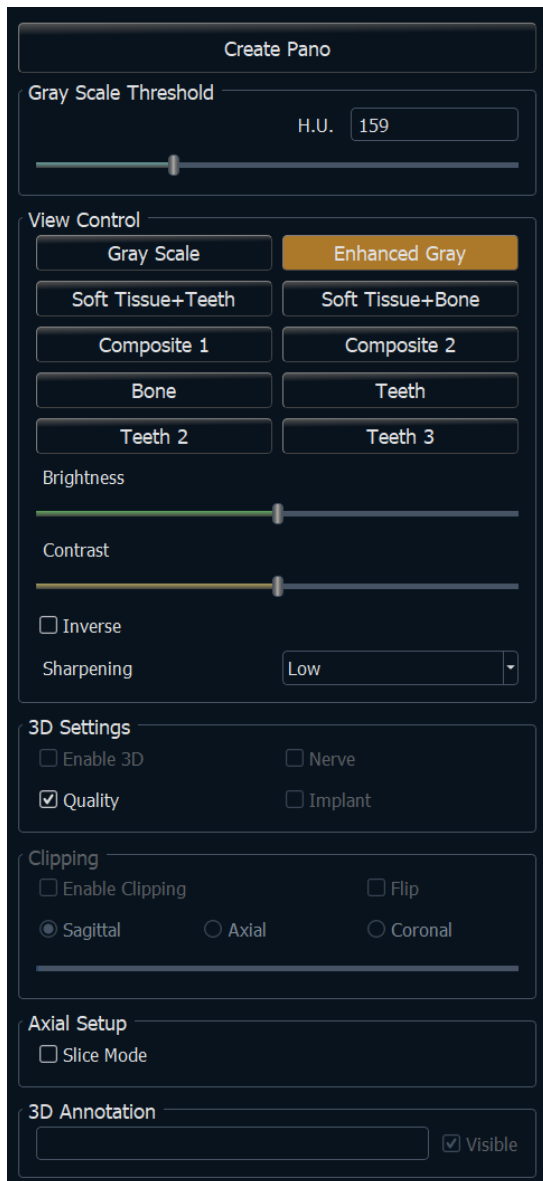 Create Pano
Gray Scale Threshold
H.U. 159
View Control
Gray Scale Enhanced Gray
Soft Tissue+Teeth Soft Tissue+Bone
Composite 1 Composite 2
Bone Teeth
Teeth 2 Teeth 3
Brightness
Contrast
Inverse
Sharpening Low
3D Settings
Enable 3D Nerve
Quality Implant
Clipping
Enable Clipping Flip
Sagittal Axial Coronal
Axial Setup
Slice Mode
3D Annotation
Visible